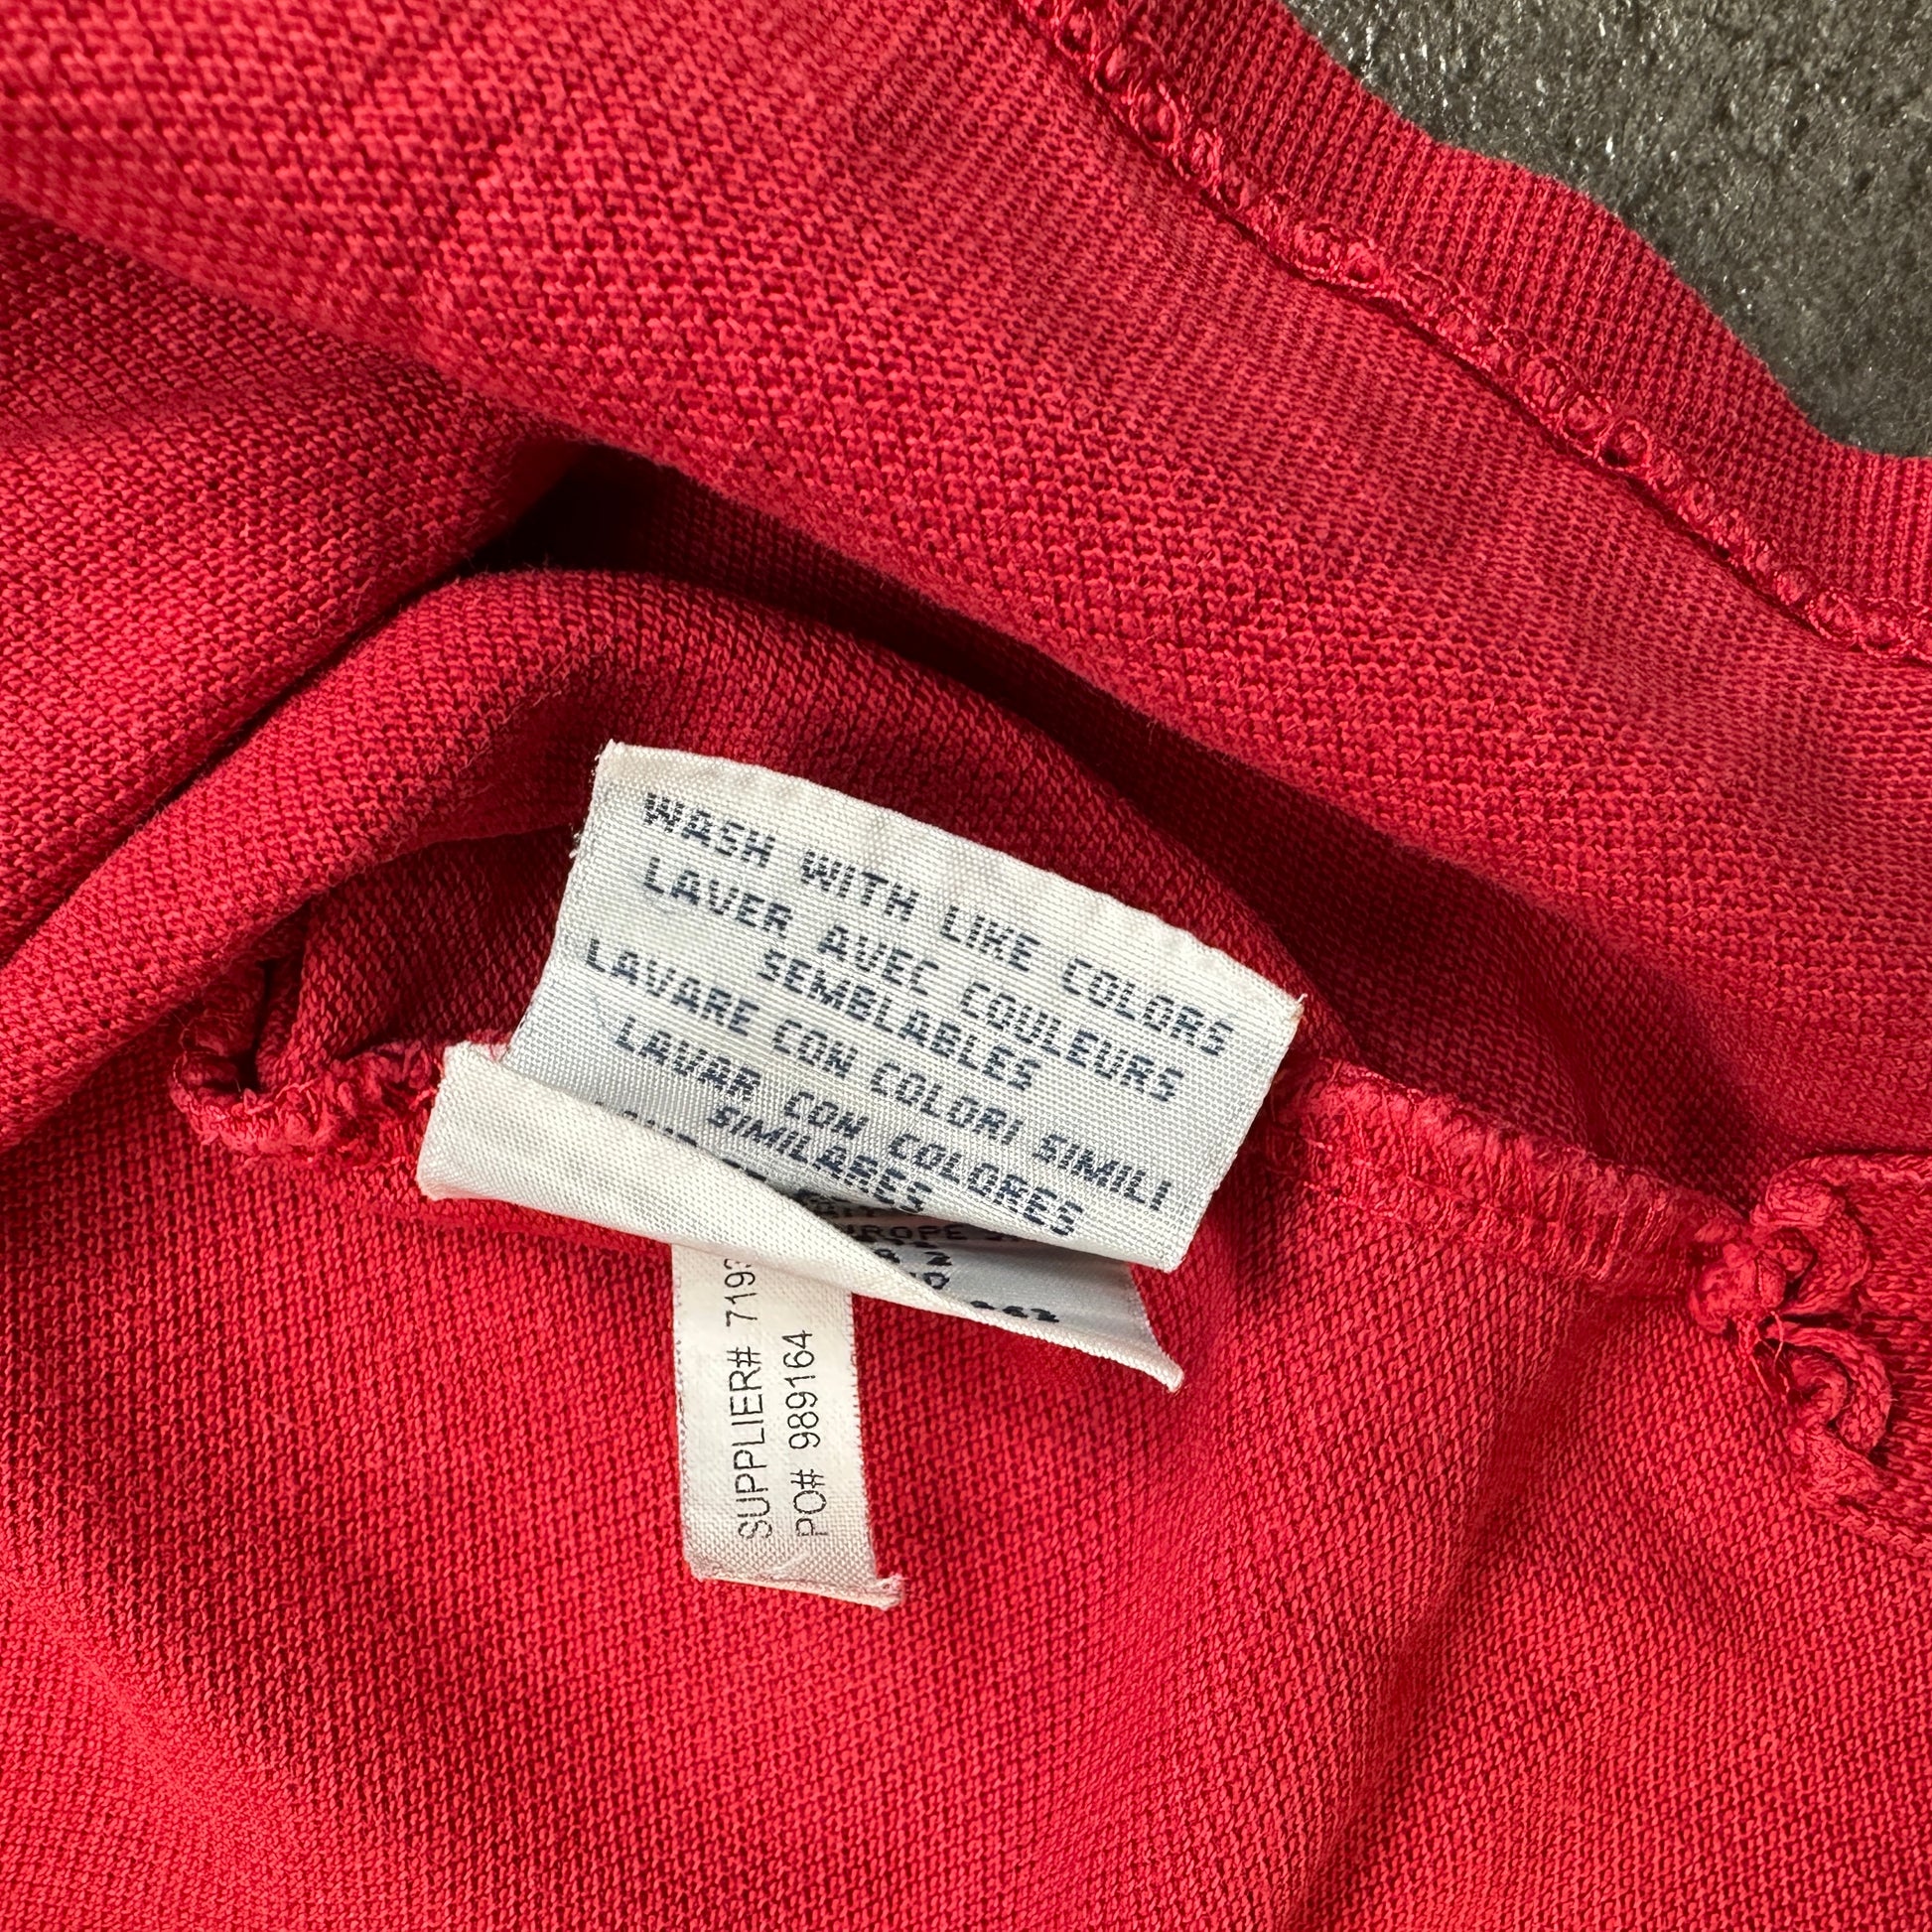 WASH WITH LIKE COLORS
LAVER AVEC COULEURS
SEMBLABLES
LAVARE CON COLORI SIMILI
LAVAR CON COLORES
SIMILARES
SUPPLIER# 719
PO# 989164